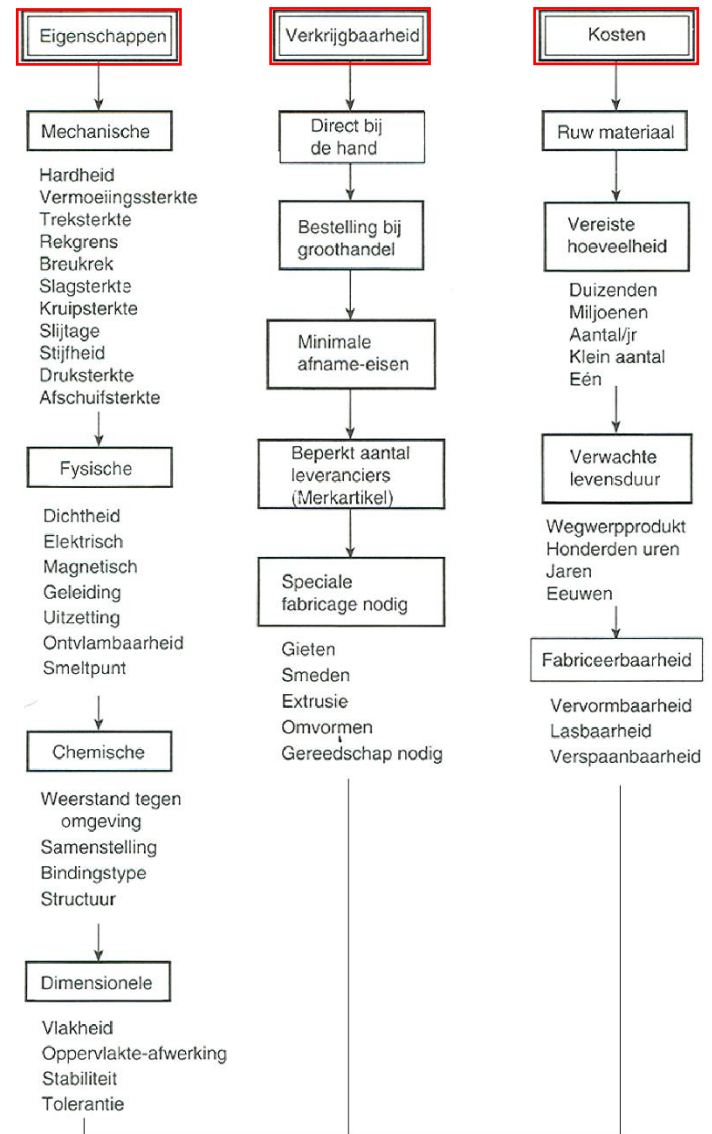 Eigenschappen
Mechanische
Hardheid
Vermoeiingssterkte
Treksterkte
Rekgrens
Breukrek
Slagsterkte
Kruipsterkte
Slijtage
Stijfheid
Druksterkte
Afschuifsterkte
Fysische
Dichtheid
Elektrisch
Magnetisch
Geleiding
Uitzetting
Ontvlambaarheid
Smeltpunt
Chemische
Weerstand tegen
omgeving
Samenstelling
Bindingstype
Structuur
Dimensionele
Vlakheid
Oppervlakte-afwerking
Stabiliteit
Tolerantie
Verkrijgbaarheid
Direct bij
de hand
Bestelling bij
groothandel
Minimale
afname-eisen
Beperkt aantal
leveranciers
(Merkartikel)
Speciale
fabricage nodig
Gieten
Smeden
Extrusie
Omvormen
Gereedschap nodig
Kosten
Ruw materiaal
Vereiste
hoeveelheid
Duizenden
Miljoenen
Aantal/jr
Klein aantal
Eén
Verwachte
levensduur
Wegwerpprodukt
Honderden uren
Jaren
Eeuwen
Fabriceerbaarheid
Vervormbaarheid
Lasbaarheid
Verspaanbaarheid